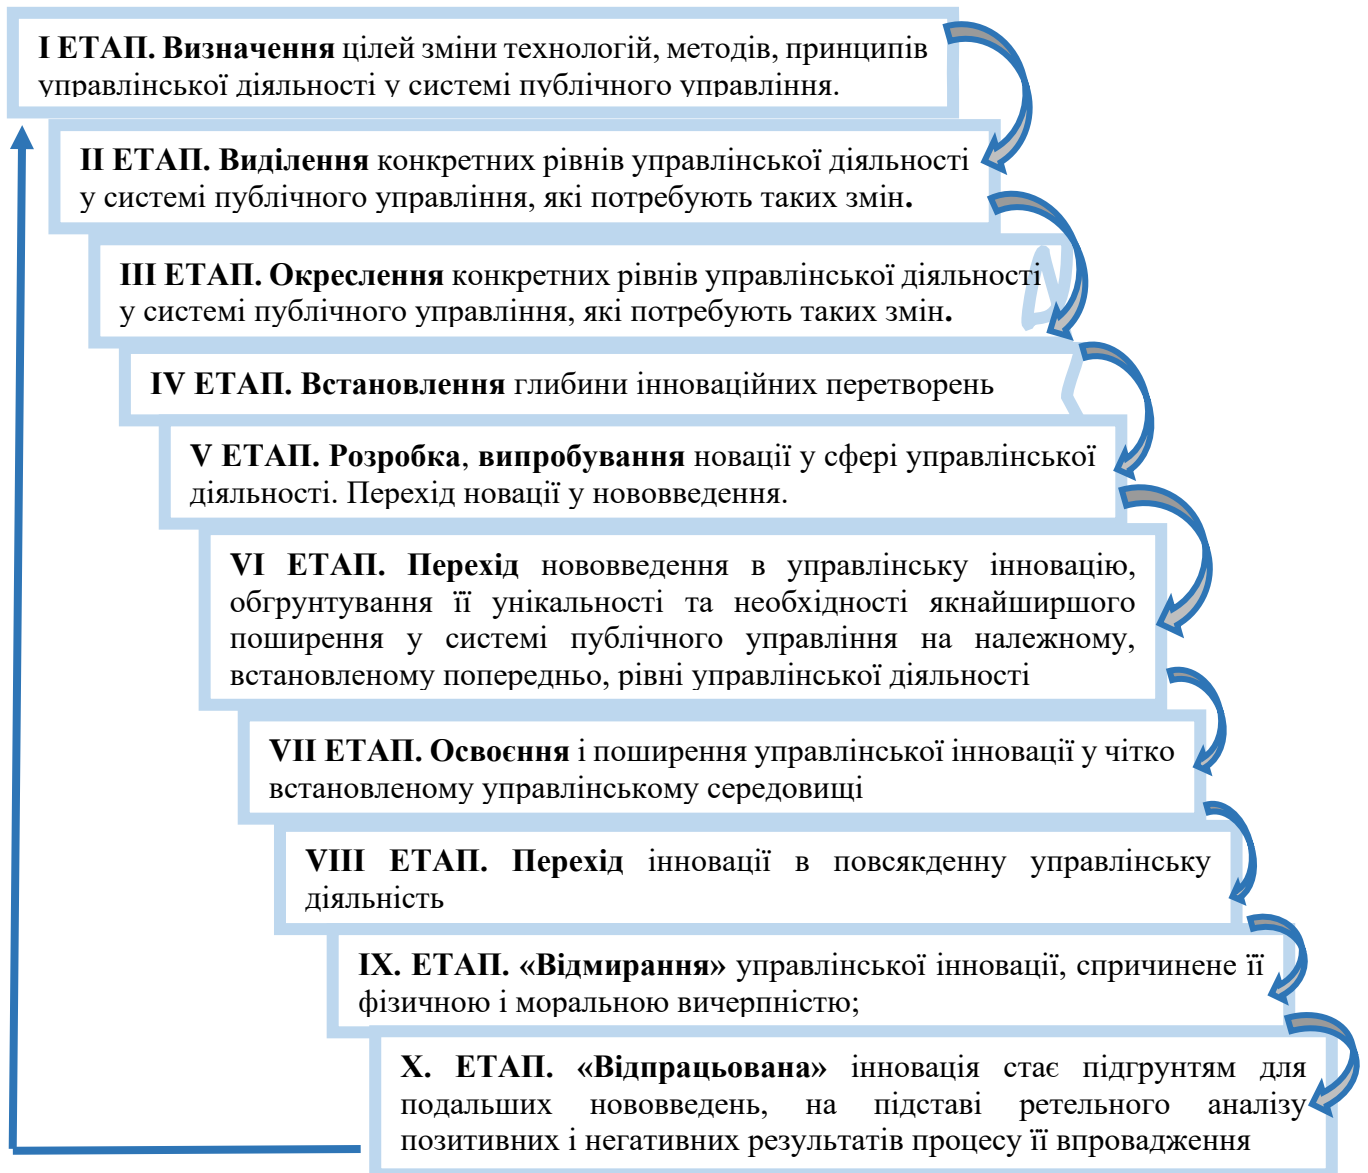 І ЕТАП. Визначення цілей зміни технологій, методів, принципів
управлінської діяльності у системі публічного управління.
ІІ ЕТАП. Виділення конкретних рівнів управлінської діяльності
у системі публічного управління, які потребують таких змін.
ІІІ ЕТАП. Окреслення конкретних рівнів управлінської діяльності
у системі публічного управління, які потребують таких змін.
IV ЕТАП. Встановлення глибини інноваційних перетворень
V ЕТАП. Розробка, випробування новації у сфері управлінської
діяльності. Перехід новації у нововведення.
VI ЕТАП. Перехід нововведення в управлінську інновацію,
обгрунтування її унікальності та необхідності якнайширшого
поширення у системі публічного управління на належному,
встановленому попередньо, рівні управлінської діяльності
VII ЕТАП. Освоєння і поширення управлінської інновації у чітко
встановленому управлінському середовищі
VIII ЕТАП. Перехід інновації в повсякденну управлінську
діяльність
IX. ЕТАП. «Відмирання» управлінської інновації, спричинене її
фізичною і моральною вичерпністю;
X. ЕТАП. «Відпрацьована» інновація стає підгрунтям для
подальших нововведень, на підставі ретельного аналізу
позитивних і негативних результатів процесу її впровадження